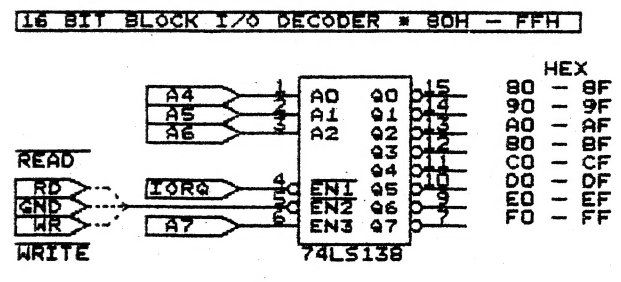 16 BIT BLOCK I/O DECODER * 80H - FFH
HEX
1 A0 Q0 15 80 - 8F
A4 2 A1 Q1 14 90 - 9F
A5 3 A2 Q2 13 A0 - AF
A6 Q3 12 80 - BF
READ Q4 11 C0 - CF
RD IORQ 4 EN1 Q5 10 D0 - DF
GND 5 EN2 Q6 9 E0 - EF
WR A7 6 EN3 Q7 7 F0 - FF
WRITE 74LS138